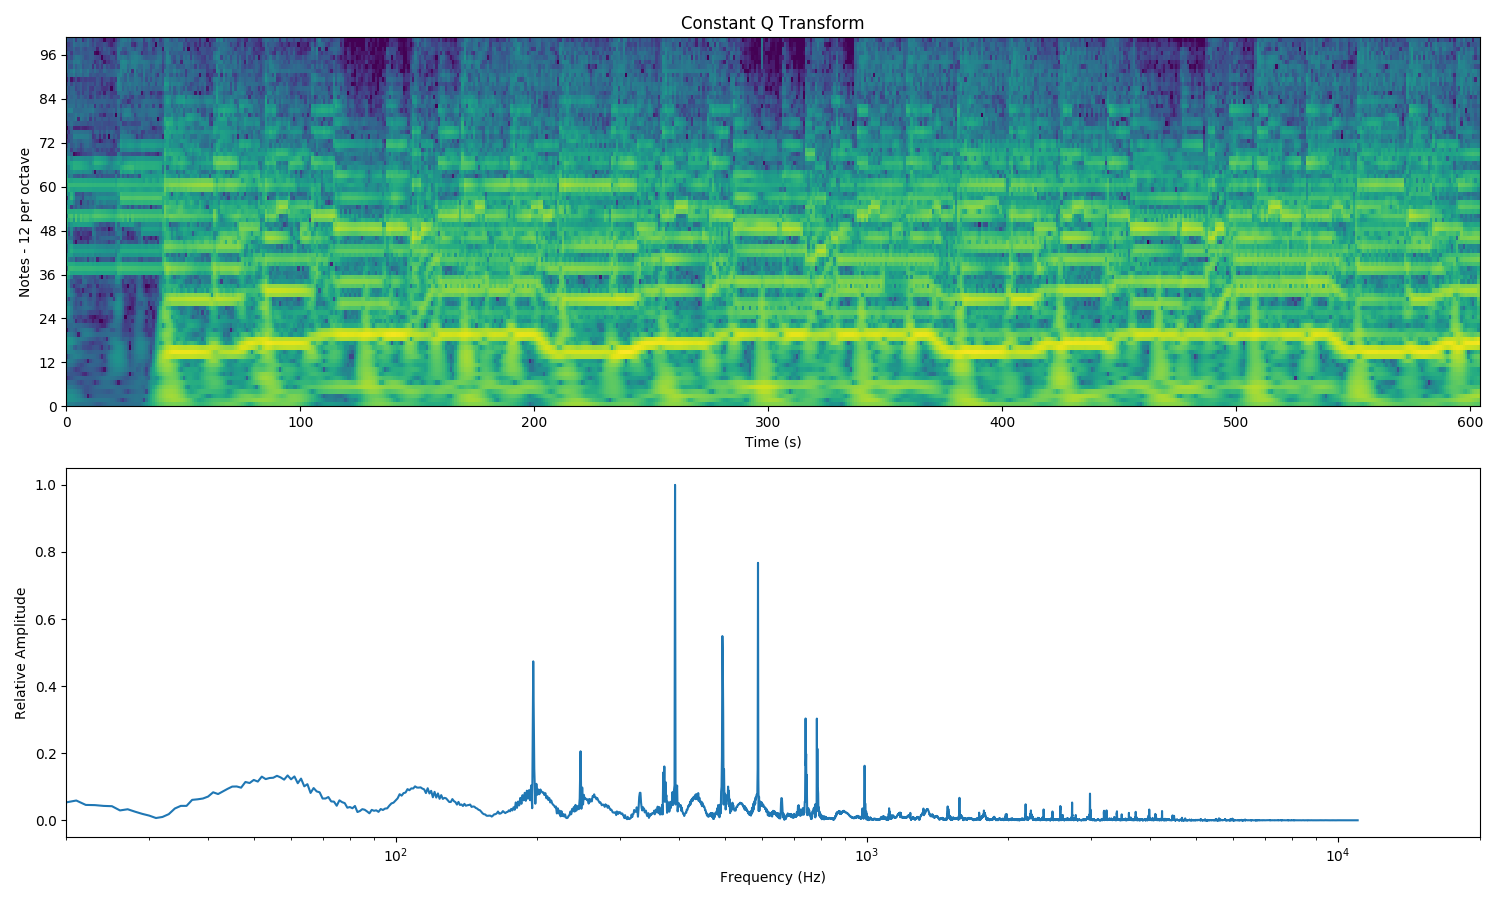 Constant Q Transform
Notes - 12 per octave
96
84
72
60
48
36
24
12
0
0 100 200 300 400 500 600
Time (s)
Relative Amplitude
1.0
0.8
0.6
0.4
0.2
0.0
10² 10³ 10⁴
Frequency (Hz)